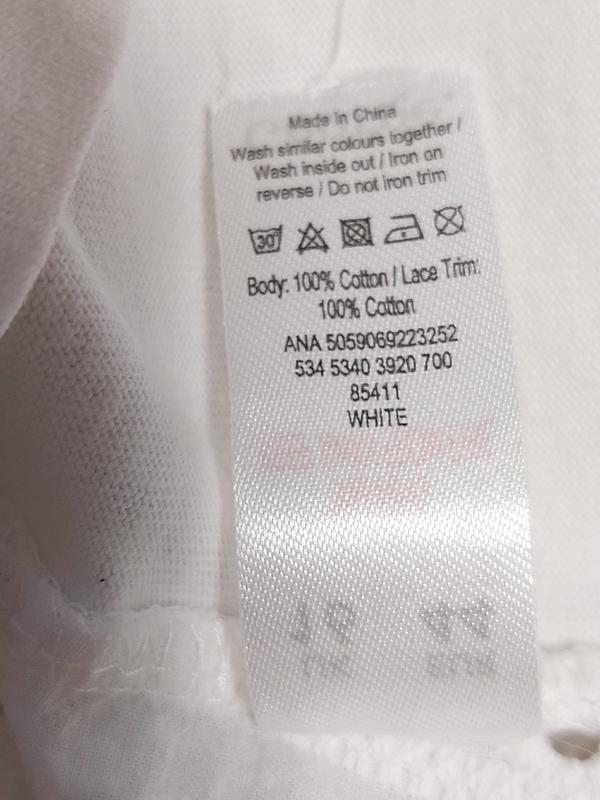 Made In China
Wash similar colours together /
Wash inside out / Iron on
reverse / Do not iron trim
30°
Body: 100% Cotton / Lace Trim:
100% Cotton
ANA 5059069223252
534 5340 3920 700
85411
WHITE